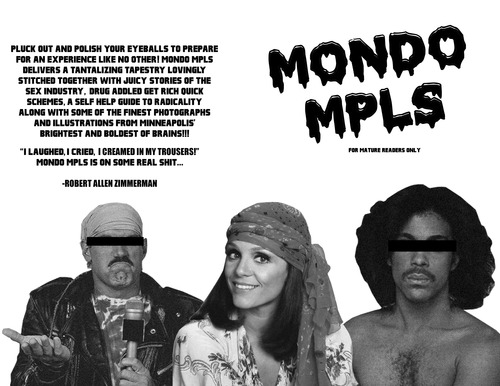 PLUCK OUT AND POLISH YOUR EYEBALLS TO PREPARE
FOR AN EXPERIENCE LIKE NO OTHER! MONDO MPLS
DELIVERS A TANTALIZING TAPESTRY LOVINGLY
STITCHED TOGETHER WITH JUICY STORIES OF THE
SEX INDUSTRY, DRUG ADDLED GET RICH QUICK
SCHEMES, A SELF HELP GUIDE TO RADICALITY
ALONG WITH SOME OF THE FINEST PHOTOGRAPHS
AND ILLUSTRATIONS FROM MINNEAPOLIS'
BRIGHTEST AND BOLDEST OF BRAINS!!!
"I LAUGHED, I CRIED, I CREAMED IN MY TROUSERS!"
MONDO MPLS IS ON SOME REAL SHIT...
-ROBERT ALLEN ZIMMERMAN
MONDO
MPLS
FOR MATURE READERS ONLY